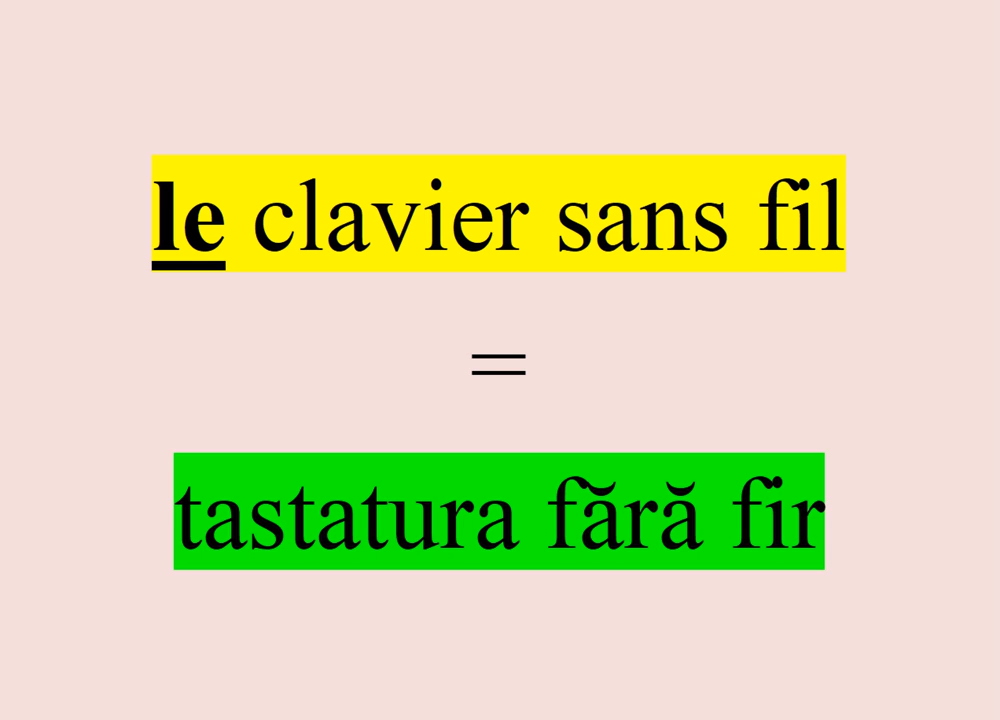 le clavier sans fil
=
tastatura fără fir